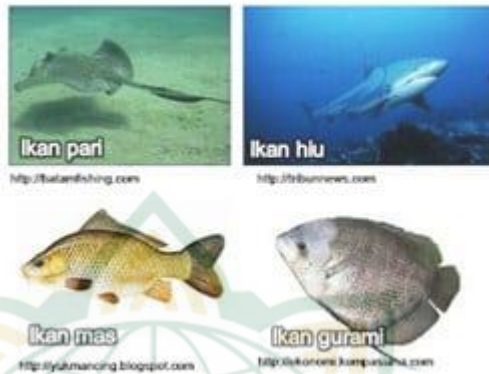 Ikan pari
Ikan hiu
http://batamfishing.com
http://tribunnews.com
Ikan mas
Ikan gurami
http://yukmancing.blogspot.com